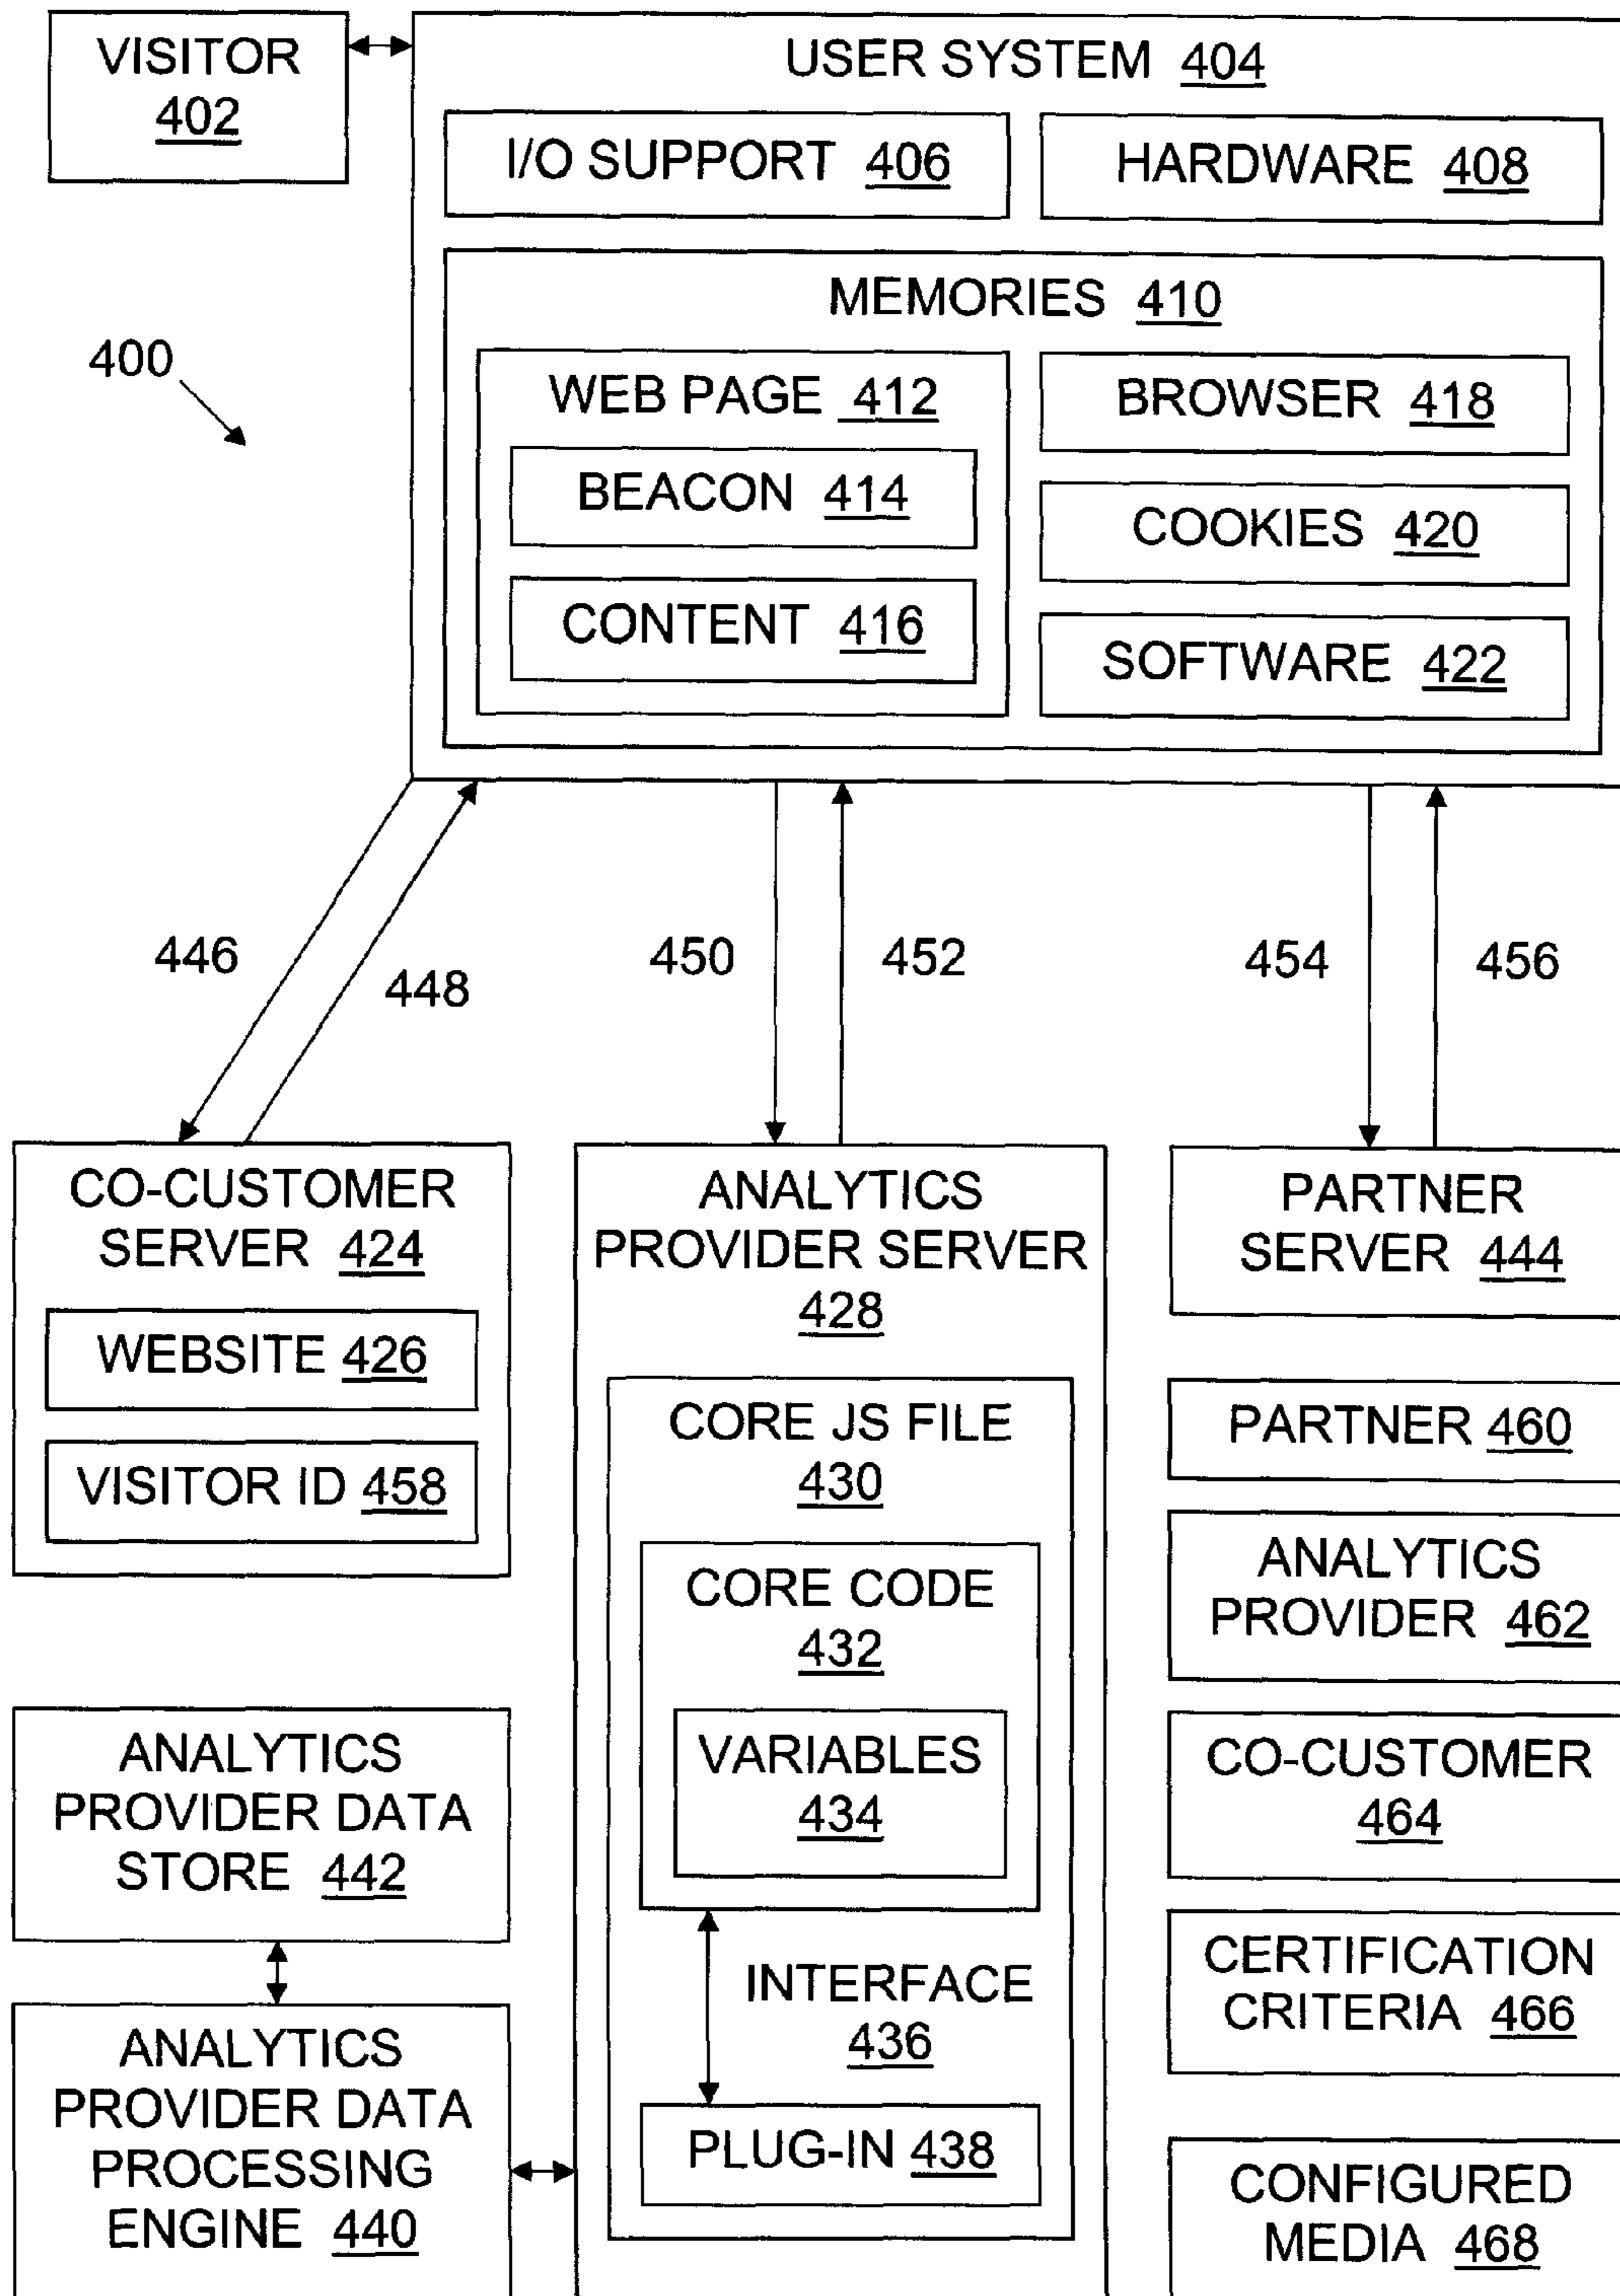 VISITOR
402
USER SYSTEM 404
I/O SUPPORT 406
HARDWARE 408
MEMORIES 410
400
WEB PAGE 412
BEACON 414
CONTENT 416
BROWSER 418
COOKIES 420
SOFTWARE 422
446
448
450
452
454
456
CO-CUSTOMER
SERVER 424
WEBSITE 426
VISITOR ID 458
ANALYTICS
PROVIDER DATA
STORE 442
ANALYTICS
PROVIDER DATA
PROCESSING
ENGINE 440
ANALYTICS
PROVIDER SERVER
428
CORE JS FILE
430
CORE CODE
432
VARIABLES
434
INTERFACE
436
PLUG-IN 438
PARTNER
SERVER 444
PARTNER 460
ANALYTICS
PROVIDER 462
CO-CUSTOMER
464
CERTIFICATION
CRITERIA 466
CONFIGURED
MEDIA 468